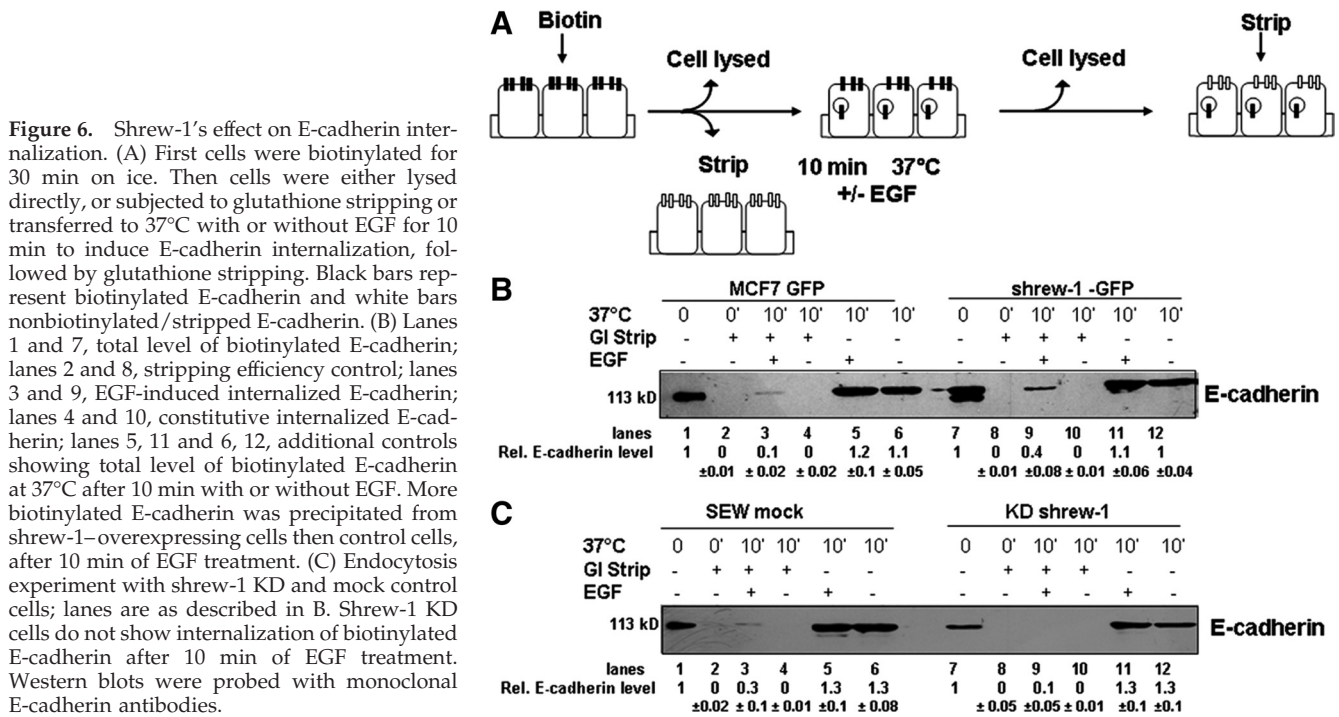 Figure 6. Shrew-1's effect on E-cadherin inter-
nalization. (A) First cells were biotinylated for
30 min on ice. Then cells were either lysed
directly, or subjected to glutathione stripping or
transferred to 37°C with or without EGF for 10
min to induce E-cadherin internalization, fol-
lowed by glutathione stripping. Black bars rep-
resent biotinylated E-cadherin and white bars
nonbiotinylated/stripped E-cadherin. (B) Lanes
1 and 7, total level of biotinylated E-cadherin;
lanes 2 and 8, stripping efficiency control; lanes
3 and 9, EGF-induced internalized E-cadherin;
lanes 4 and 10, constitutive internalized E-cad-
herin; lanes 5, 11 and 6, 12, additional controls
showing total level of biotinylated E-cadherin
at 37°C after 10 min with or without EGF. More
biotinylated E-cadherin was precipitated from
shrew-1–overexpressing cells then control cells,
after 10 min of EGF treatment. (C) Endocytosis
experiment with shrew-1 KD and mock control
cells; lanes are as described in B. Shrew-1 KD
cells do not show internalization of biotinylated
E-cadherin after 10 min of EGF treatment.
Western blots were probed with monoclonal
E-cadherin antibodies.
A
Biotin
Cell lysed
Strip
10 min 37°C
+/- EGF
Cell lysed
Strip
B
MCF7 GFP shrew-1 -GFP
37°C 0 0' 10' 10' 10' 10' 0 0' 10' 10' 10' 10'
Gl Strip - + + + - - - + + + - -
EGF - - + - + - - - + - + -
113 kD E-cadherin
lanes 1 2 3 4 5 6 7 8 9 10 11 12
Rel. E-cadherin level 1 0 0.1 0 1.2 1.1 1 0 0.4 0 1.1 1
±0.01 ± 0.02 ± 0.02 ±0.1 ± 0.05 ± 0.01 ±0.08 ± 0.01 ±0.06 ±0.04
C
SEW mock KD shrew-1
37°C 0 0' 10' 10' 10' 10' 0 0' 10' 10' 10' 10'
Gl Strip - + + + - - - + + + - -
EGF - - + - + - - - + - + -
113 kD E-cadherin
lanes 1 2 3 4 5 6 7 8 9 10 11 12
Rel. E-cadherin level 1 0 0.3 0 1.3 1.3 1 0 0.1 0 1.3 1.3
±0.02 ± 0.1 ± 0.01 ±0.1 ± 0.08 ± 0.05 ±0.05 ± 0.01 ±0.1 ±0.1